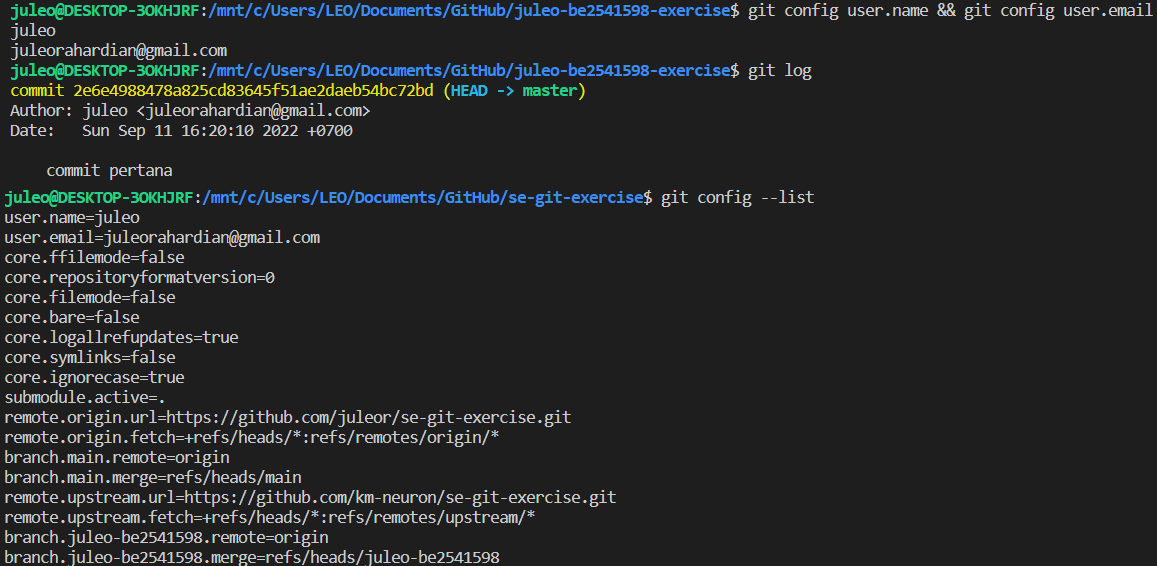 juleo@DESKTOP-3OKHJRF:/mnt/c/Users/LEO/Documents/GitHub/juleo-be2541598-exercise$ git config user.name && git config user.email
juleo
juleorahardian@gmail.com
juleo@DESKTOP-3OKHJRF:/mnt/c/Users/LEO/Documents/GitHub/juleo-be2541598-exercise$ git log
commit 2e6e4988478a825cd83645f51ae2daeb54bc72bd (HEAD -> master)
Author: juleo <juleorahardian@gmail.com>
Date:   Sun Sep 11 16:20:10 2022 +0700
    commit pertana
juleo@DESKTOP-3OKHJRF:/mnt/c/Users/LEO/Documents/GitHub/se-git-exercise$ git config --list
user.name=juleo
user.email=juleorahardian@gmail.com
core.ffilemode=false
core.repositoryformatversion=0
core.filemode=false
core.bare=false
core.logallrefupdates=true
core.symlinks=false
core.ignorecase=true
submodule.active=.
remote.origin.url=https://github.com/juleor/se-git-exercise.git
remote.origin.fetch=+refs/heads/*:refs/remotes/origin/*
branch.main.remote=origin
branch.main.merge=refs/heads/main
remote.upstream.url=https://github.com/km-neuron/se-git-exercise.git
remote.upstream.fetch=+refs/heads/*:refs/remotes/upstream/*
branch.juleo-be2541598.remote=origin
branch.juleo-be2541598.merge=refs/heads/juleo-be2541598